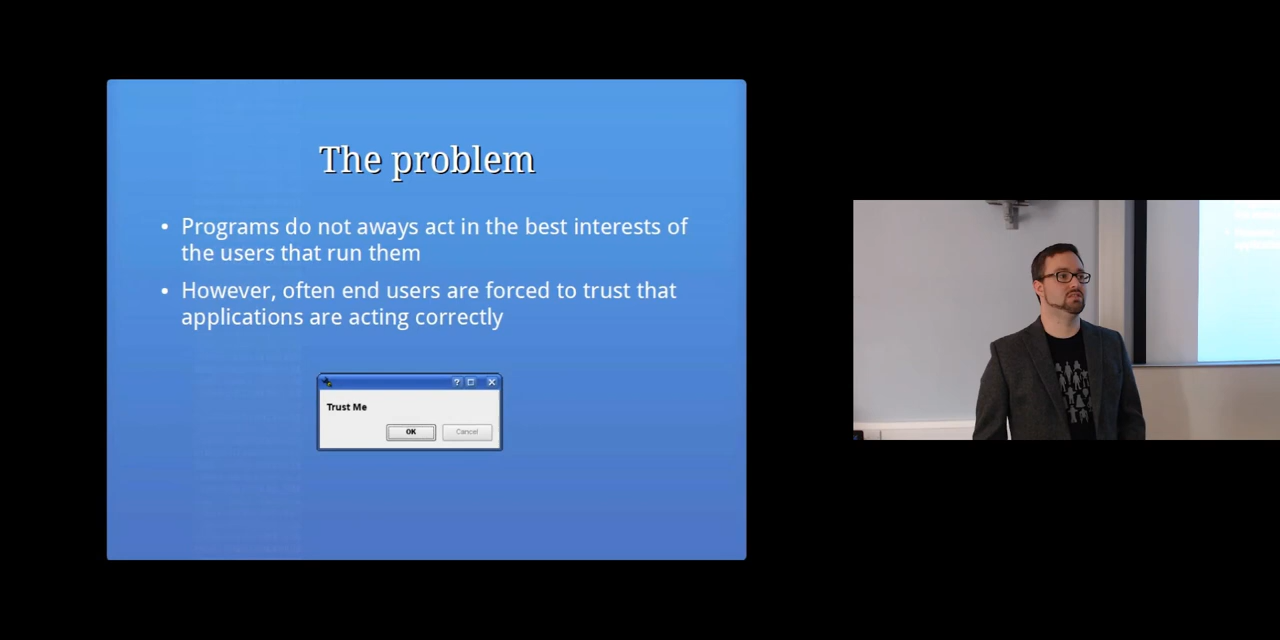 The problem
• Programs do not aways act in the best interests of
the users that run them
• However, often end users are forced to trust that
applications are acting correctly
Trust Me
OK
Cancel